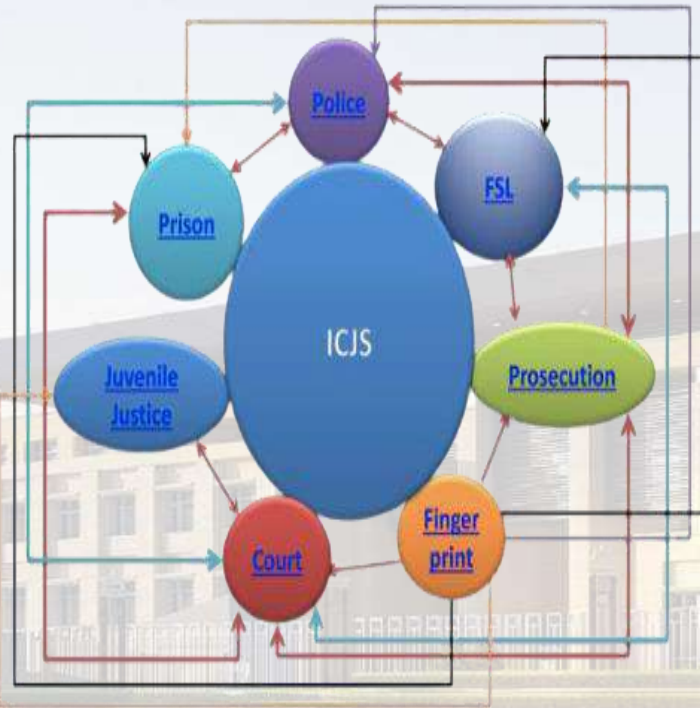 Police
FSL
Prison
ICJS
Juvenile
Justice
Prosecution
Finger
print
Court